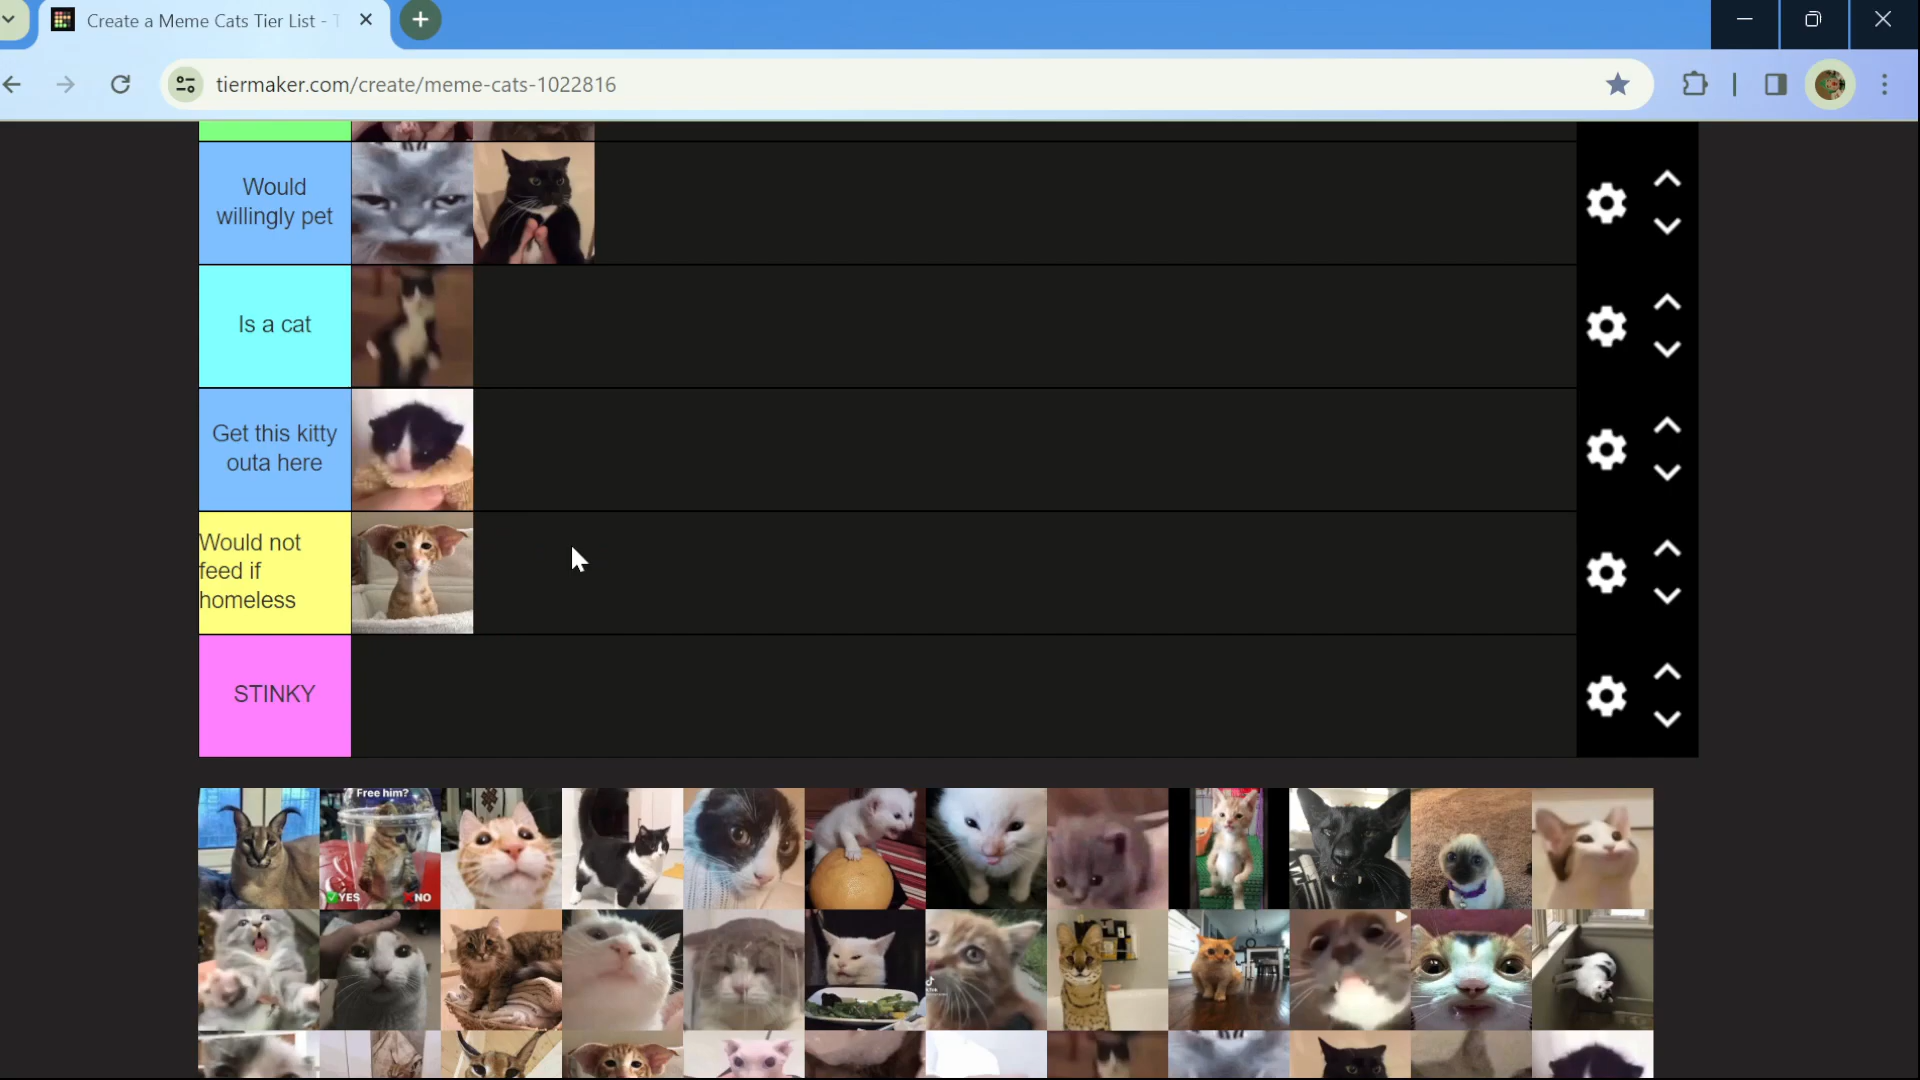 Create a Meme Cats Tier List -
tiermaker.com/create/meme-cats-1022816
Would
willingly pet
Is a cat
Get this kitty
outa here
Would not
feed if
homeless
STINKY
Free him?
YES
NO